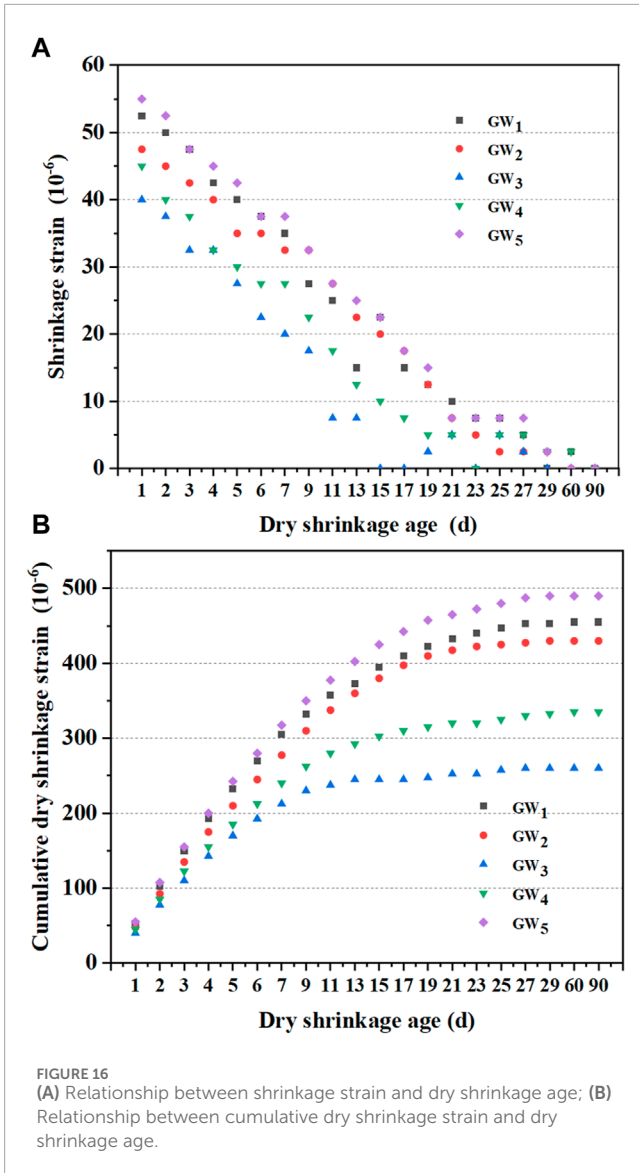 A
60
50
40
30
20
10
0
Shrinkage strain (10-6)
GW1
GW2
GW3
GW4
GW5
1 2 3 4 5 6 7 9 11 13 15 17 19 21 23 25 27 29 60 90
Dry shrinkage age (d)
B
500
400
300
200
100
0
Cumulative dry shrinkage strain (10-6)
GW1
GW2
GW3
GW4
GW5
1 2 3 4 5 6 7 9 11 13 15 17 19 21 23 25 27 29 60 90
Dry shrinkage age (d)
FIGURE 16
(A) Relationship between shrinkage strain and dry shrinkage age; (B)
Relationship between cumulative dry shrinkage strain and dry
shrinkage age.